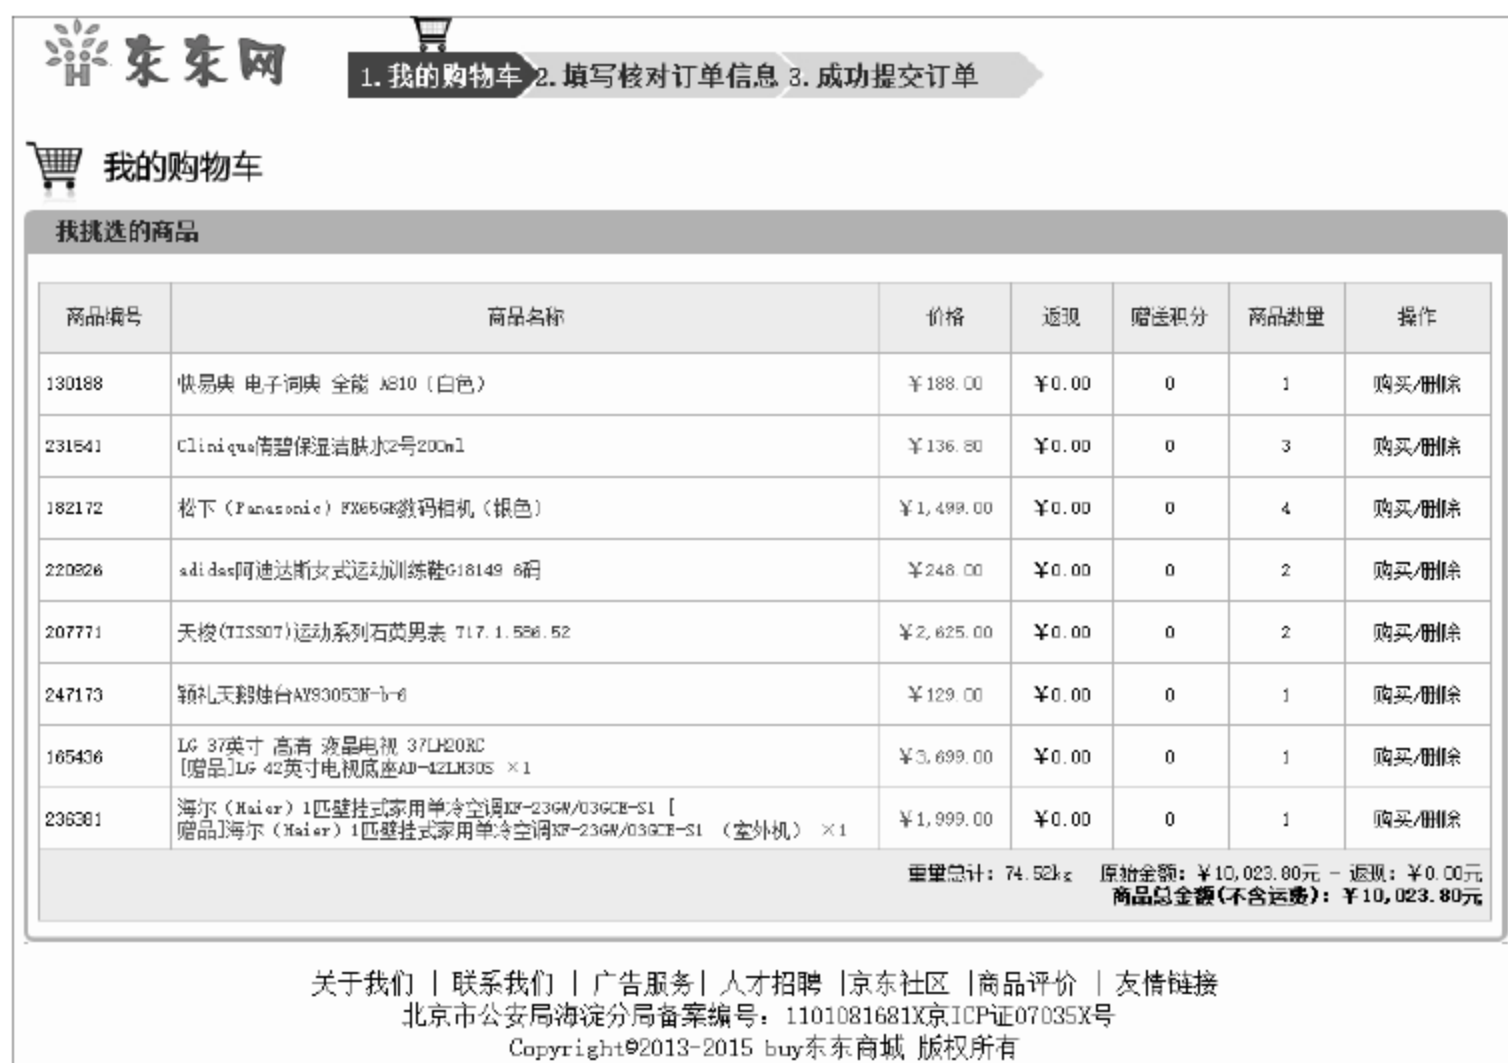 东东网
1. 我的购物车 2. 填写核对订单信息 3. 成功提交订单
我的购物车
我挑选的商品
商品编号 商品名称 价格 返现 赠送积分 商品数量 操作
130188 快易典 电子词典 全能 A810（白色） ￥188.00 ￥0.00 0 1 购买/删除
231541 Clinique倩碧保湿洁肤水2号200ml ￥136.80 ￥0.00 0 3 购买/删除
182172 松下（Panasonic）FX65GK数码相机（银色） ￥1,499.00 ￥0.00 0 4 购买/删除
220926 adidas阿迪达斯女式运动训练鞋G18149 6码 ￥248.00 ￥0.00 0 2 购买/删除
207771 天梭(TISSOT)运动系列石英男表 T17.1.586.52 ￥2,625.00 ￥0.00 0 2 购买/删除
247173 颖礼天鹅烛台AY93053N-b-6 ￥129.00 ￥0.00 0 1 购买/删除
165436 LG 37英寸 高清 液晶电视 37LH20RC ￥3,699.00 ￥0.00 0 1 购买/删除
[赠品]LG 42英寸电视底座AD-42LH30S ×1
236381 海尔（Haier）1匹壁挂式家用单冷空调KF-23GW/03GCE-S1 [ ￥1,999.00 ￥0.00 0 1 购买/删除
赠品]海尔（Haier）1匹壁挂式家用单冷空调KF-23GW/03GCE-S1 （室外机） ×1
重量总计：74.52kg 原始金额：￥10,023.80元 - 返现：￥0.00元
商品总金额(不含运费)：￥10,023.80元
关于我们 | 联系我们 | 广告服务| 人才招聘 |京东社区 |商品评价 | 友情链接
北京市公安局海淀分局备案编号：1101081681X京ICP证07035X号
Copyright©2013-2015 buy东东商城 版权所有